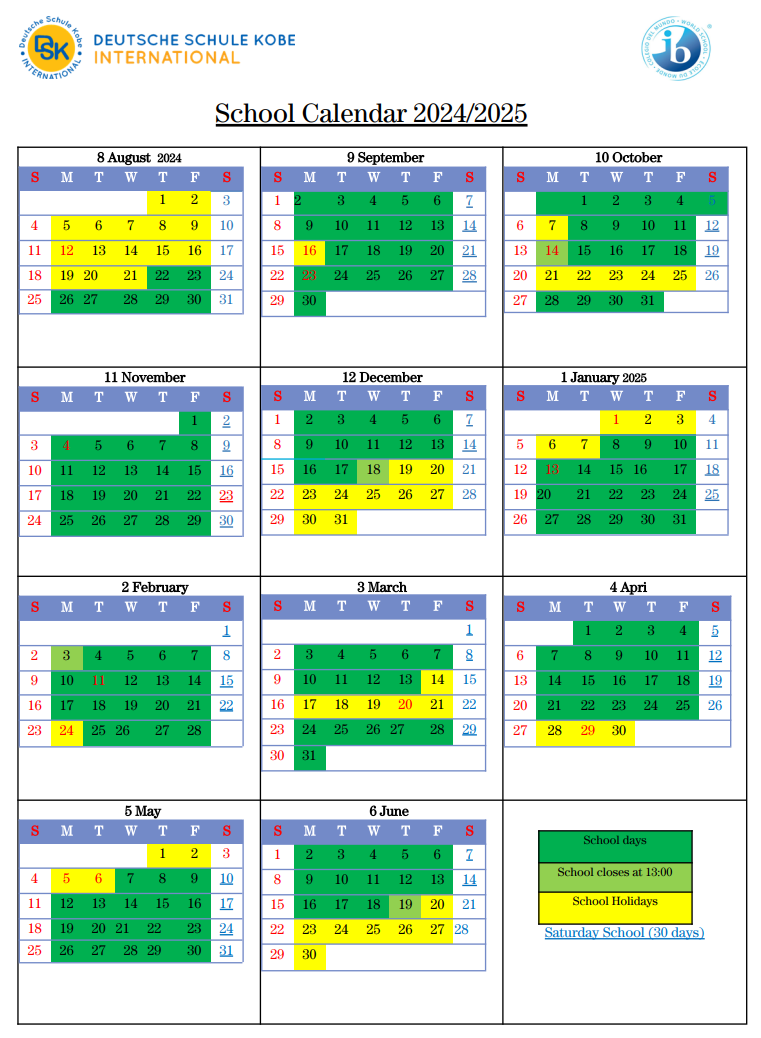 Deutsche Schule Kobe
DSK
INTERNATIONAL
DEUTSCHE SCHULE KOBE
INTERNATIONAL
ib
School Calendar 2024/2025
8 August 2024
S M T W T F S
1 2 3
4 5 6 7 8 9 10
11 12 13 14 15 16 17
18 19 20 21 22 23 24
25 26 27 28 29 30 31
9 September
S M T W T F S
1 2 3 4 5 6 7
8 9 10 11 12 13 14
15 16 17 18 19 20 21
22 23 24 25 26 27 28
29 30
10 October
S M T W T F S
1 2 3 4 5
6 7 8 9 10 11 12
13 14 15 16 17 18 19
20 21 22 23 24 25 26
27 28 29 30 31
11 November
S M T W T F S
1 2
3 4 5 6 7 8 9
10 11 12 13 14 15 16
17 18 19 20 21 22 23
24 25 26 27 28 29 30
12 December
S M T W T F S
1 2 3 4 5 6 7
8 9 10 11 12 13 14
15 16 17 18 19 20 21
22 23 24 25 26 27 28
29 30 31
1 January 2025
S M T W T F S
1 2 3 4
5 6 7 8 9 10 11
12 13 14 15 16 17 18
19 20 21 22 23 24 25
26 27 28 29 30 31
2 February
S M T W T F S
1
2 3 4 5 6 7 8
9 10 11 12 13 14 15
16 17 18 19 20 21 22
23 24 25 26 27 28
3 March
S M T W T F S
1
2 3 4 5 6 7 8
9 10 11 12 13 14 15
16 17 18 19 20 21 22
23 24 25 26 27 28 29
30 31
4 Apri
S M T W T F S
1 2 3 4 5
6 7 8 9 10 11 12
13 14 15 16 17 18 19
20 21 22 23 24 25 26
27 28 29 30
5 May
S M T W T F S
1 2 3
4 5 6 7 8 9 10
11 12 13 14 15 16 17
18 19 20 21 22 23 24
25 26 27 28 29 30 31
6 June
S M T W T F S
1 2 3 4 5 6 7
8 9 10 11 12 13 14
15 16 17 18 19 20 21
22 23 24 25 26 27 28
29 30
School days
School closes at 13:00
School Holidays
Saturday School (30 days)